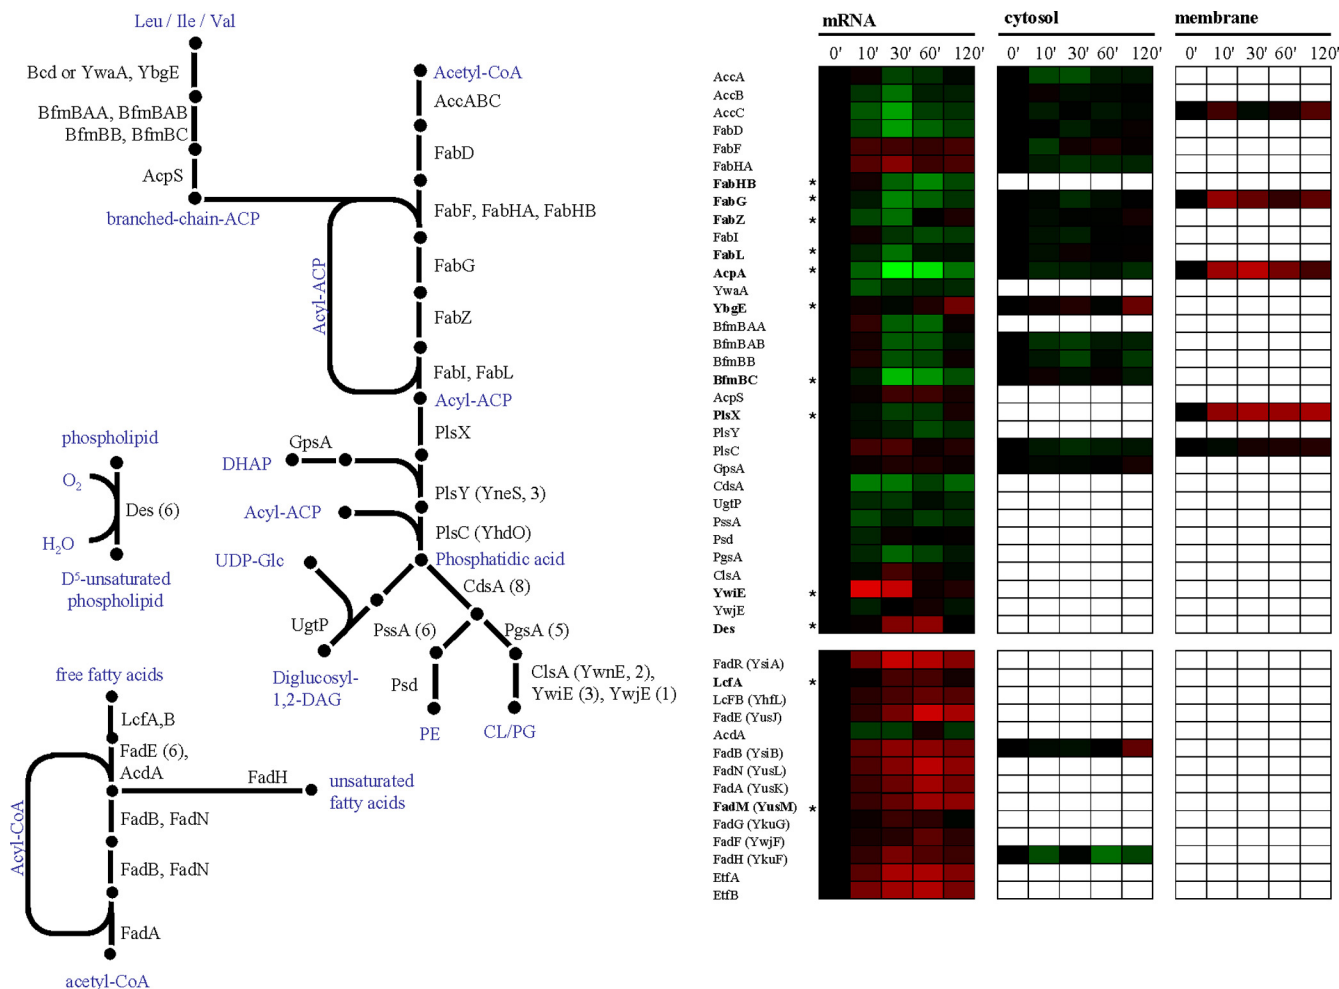 Leu / Ile / Val
Bcd or YwaA, YbgE
BfmBAA, BfmBAB
BfmBB, BfmBC
AcpS
branched-chain-ACP
Acetyl-CoA
AccABC
FabD
FabF, FabHA, FabHB
FabG
FabZ
FabI, FabL
Acyl-ACP
Acyl-ACP
PlsX
GpsA
DHAP
PlsY (YneS, 3)
Acyl-ACP
PlsC (YhdO)
UDP-Glc
Phosphatidic acid
CdsA (8)
UgtP
PssA (6)
PgsA (5)
Diglucosyl-
1,2-DAG
Psd
ClsA (YwnE, 2),
YwiE (3), YwjE (1)
PE
CL/PG
phospholipid
O2
Des (6)
H2O
D⁵-unsaturated
phospholipid
free fatty acids
LcfA,B
FadE (6),
AcdA
FadH
unsaturated
fatty acids
Acyl-CoA
FadB, FadN
FadB, FadN
FadA
acetyl-CoA
mRNA
cytosol
membrane
0' 10' 30' 60' 120'
0' 10' 30' 60' 120'
0' 10' 30' 60' 120'
AccA
AccB
AccC
FabD
FabF
FabHA
FabHB *
FabG *
FabZ *
FabI
FabL *
AcpA *
YwaA
YbgE *
BfmBAA
BfmBAB
BfmBB
BfmBC *
AcpS
PlsX *
PlsY
PlsC
GpsA
CdsA
UgtP
PssA
Psd
PgsA
ClsA
YwiE *
YwjE
Des *
FadR (YsiA)
LcfA *
LcFB (YhfL)
FadE (YusJ)
AcdA
FadB (YsiB)
FadN (YusL)
FadA (YusK)
FadM (YusM) *
FadG (YkuG)
FadF (YwjF)
FadH (YkuF)
EtfA
EtfB